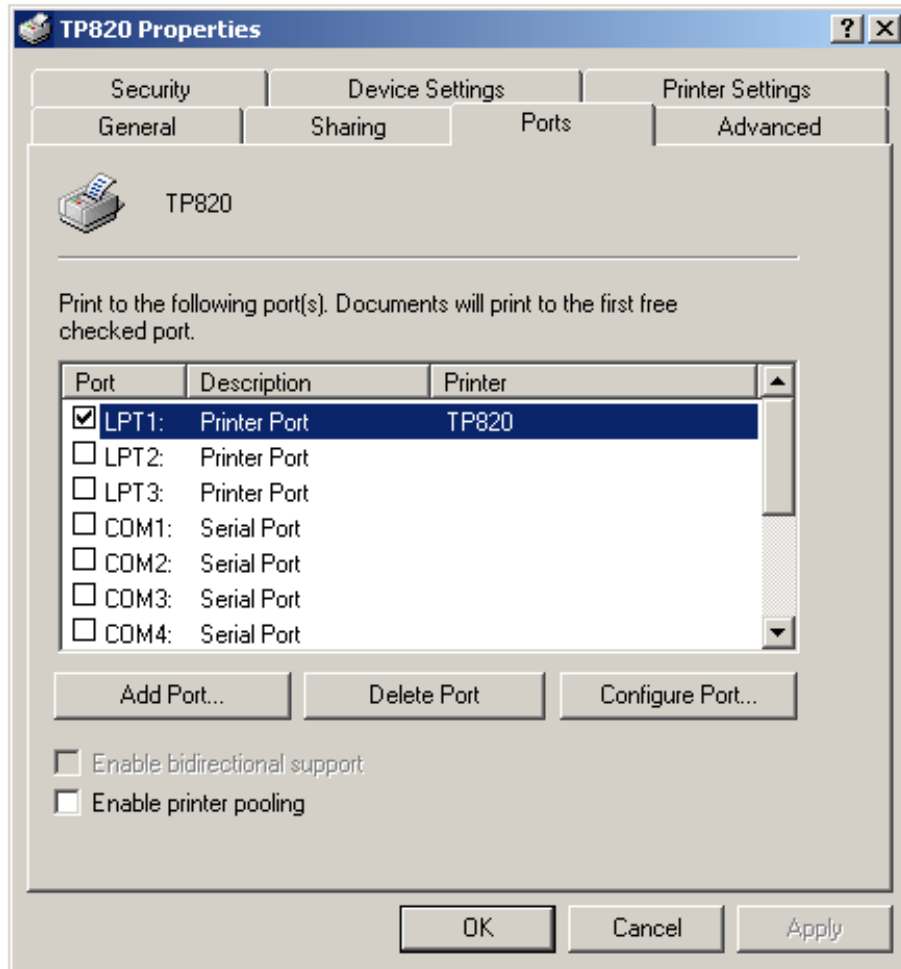 TP820 Properties
Security Device Settings Printer Settings
General Sharing Ports Advanced
TP820
Print to the following port(s). Documents will print to the first free
checked port.
Port Description Printer
LPT1: Printer Port TP820
LPT2: Printer Port
LPT3: Printer Port
COM1: Serial Port
COM2: Serial Port
COM3: Serial Port
COM4: Serial Port
Add Port... Delete Port Configure Port...
Enable bidirectional support
Enable printer pooling
OK Cancel Apply